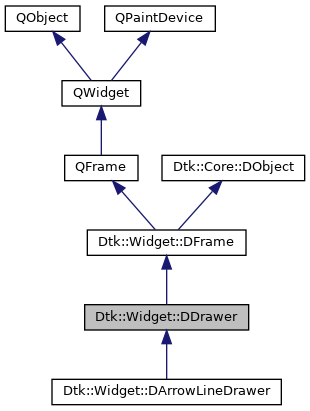 QObject
QPaintDevice
QWidget
QFrame
Dtk::Core::DObject
Dtk::Widget::DFrame
Dtk::Widget::DDrawer
Dtk::Widget::DArrowLineDrawer